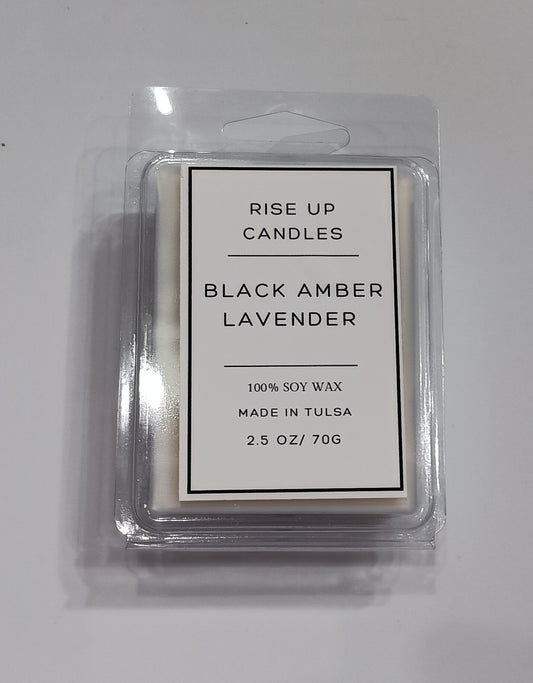 RISE UP
CANDLES
BLACK AMBER
LAVENDER
100% SOY WAX
MADE IN TULSA
2.5 OZ/ 70G